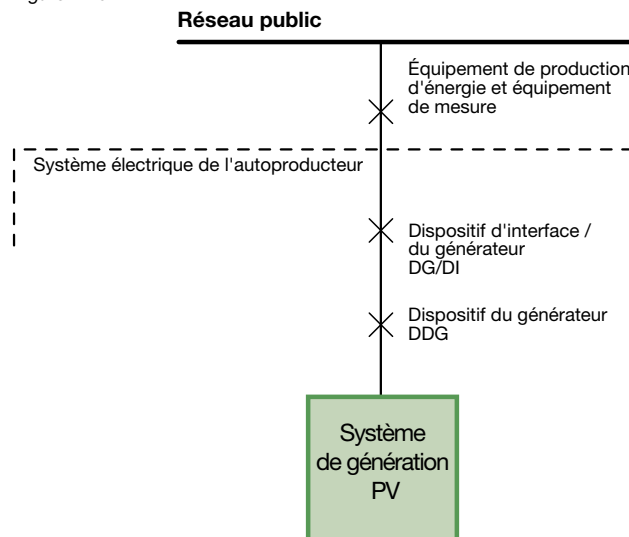 Réseau public
Équipement de production
d'énergie et équipement
de mesure
Système électrique de l'autoproducteur
Dispositif d'interface /
du générateur
DG/DI
Dispositif du générateur
DDG
Système
de génération
PV